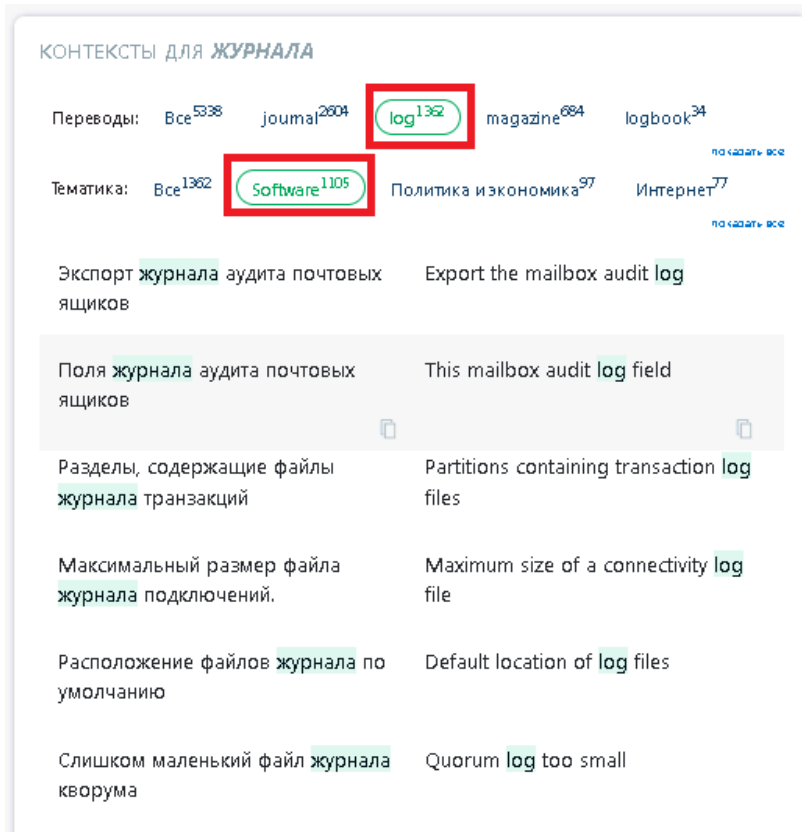 КОНТЕКСТЫ ДЛЯ ЖУРНАЛА
Переводы: Все5338 journal2604 log1362 magazine684 logbook34
показать все
Тематика: Все1362 Software1105 Политика и экономика97 Интернет77
показать все
Экспорт журнала аудита почтовых ящиков
Export the mailbox audit log
Поля журнала аудита почтовых ящиков
This mailbox audit log field
Разделы, содержащие файлы журнала транзакций
Partitions containing transaction log files
Максимальный размер файла журнала подключений.
Maximum size of a connectivity log file
Расположение файлов журнала по умолчанию
Default location of log files
Слишком маленький файл журнала кворума
Quorum log too small